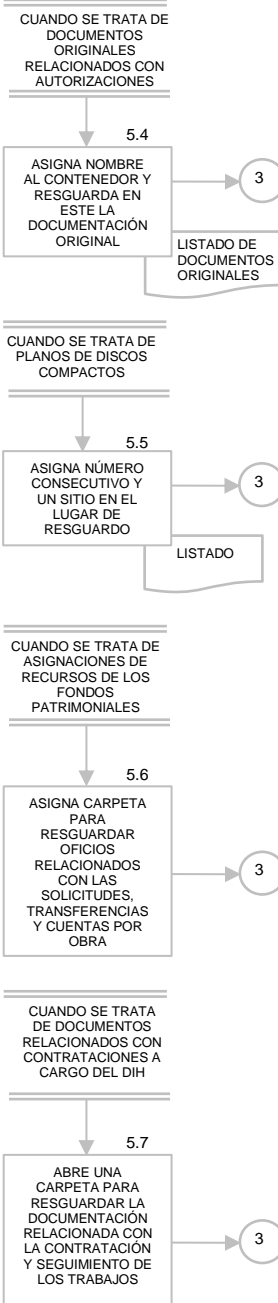 CUANDO SE TRATA DE
DOCUMENTOS
ORIGINALES
RELACIONADOS CON
AUTORIZACIONES
5.4
ASIGNA NOMBRE
AL CONTENEDOR Y
RESGUARDA EN
ESTE LA
DOCUMENTACIÓN
ORIGINAL
3
LISTADO DE
DOCUMENTOS
ORIGINALES
CUANDO SE TRATA DE
PLANOS DE DISCOS
COMPACTOS
5.5
ASIGNA NÚMERO
CONSECUTIVO Y
UN SITIO EN EL
LUGAR DE
RESGUARDO
3
LISTADO
CUANDO SE TRATA DE
ASIGNACIONES DE
RECURSOS DE LOS
FONDOS
PATRIMONIALES
5.6
ASIGNA CARPETA
PARA
RESGUARDAR
OFICIOS
RELACIONADOS
CON LAS
SOLICITUDES,
TRANSFERENCIAS
Y CUENTAS POR
OBRA
3
CUANDO SE TRATA
DE DOCUMENTOS
RELACIONADOS CON
CONTRATACIONES A
CARGO DEL DIH
5.7
ABRE UNA
CARPETA PARA
RESGUARDAR LA
DOCUMENTACIÓN
RELACIONADA CON
LA CONTRATACIÓN
Y SEGUIMIENTO DE
LOS TRABAJOS
3